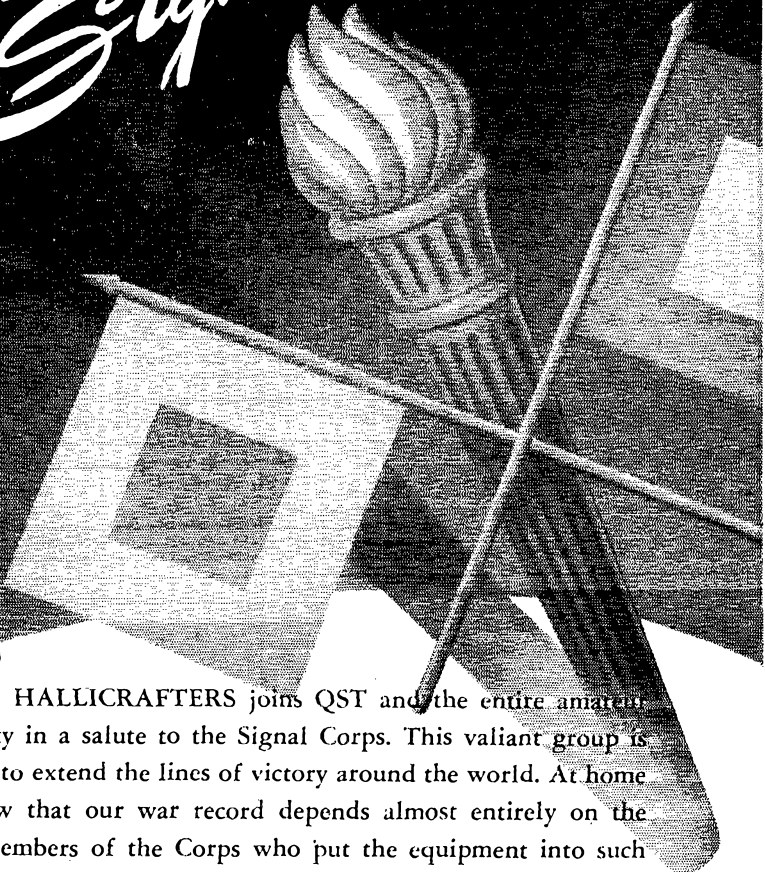 HALLICRAFTERS joins QST and the entire amateur
y in a salute to the Signal Corps. This valiant group is
to extend the lines of victory around the world. At home
w that our war record depends almost entirely on the
embers of the Corps who put the equipment into such